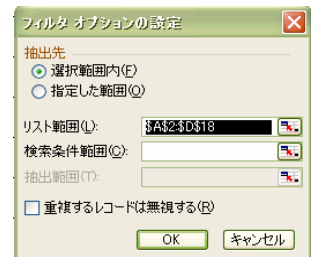 フィルタ オプションの設定
抽出先
選択範囲内(F)
指定した範囲(O)
リスト範囲(L): $A$2:$D$18
検索条件範囲(C):
抽出範囲(T):
重複するレコードは無視する(R)
OK キャンセル